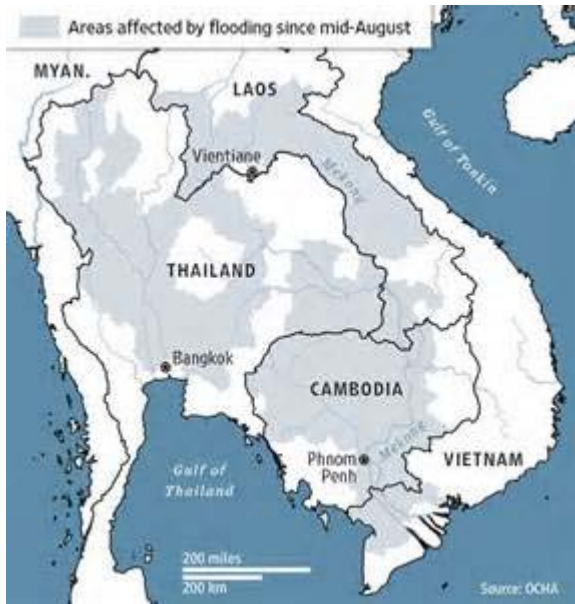 Areas affected by flooding since mid-August
MYAN.
LAOS
Gulf of Tonkin
Vientiane
Mekong
THAILAND
Bangkok
CAMBODIA
Mekong
Phnom
Penh
VIETNAM
Gulf of
Thailand
200 miles
200 km
Source: OCHA